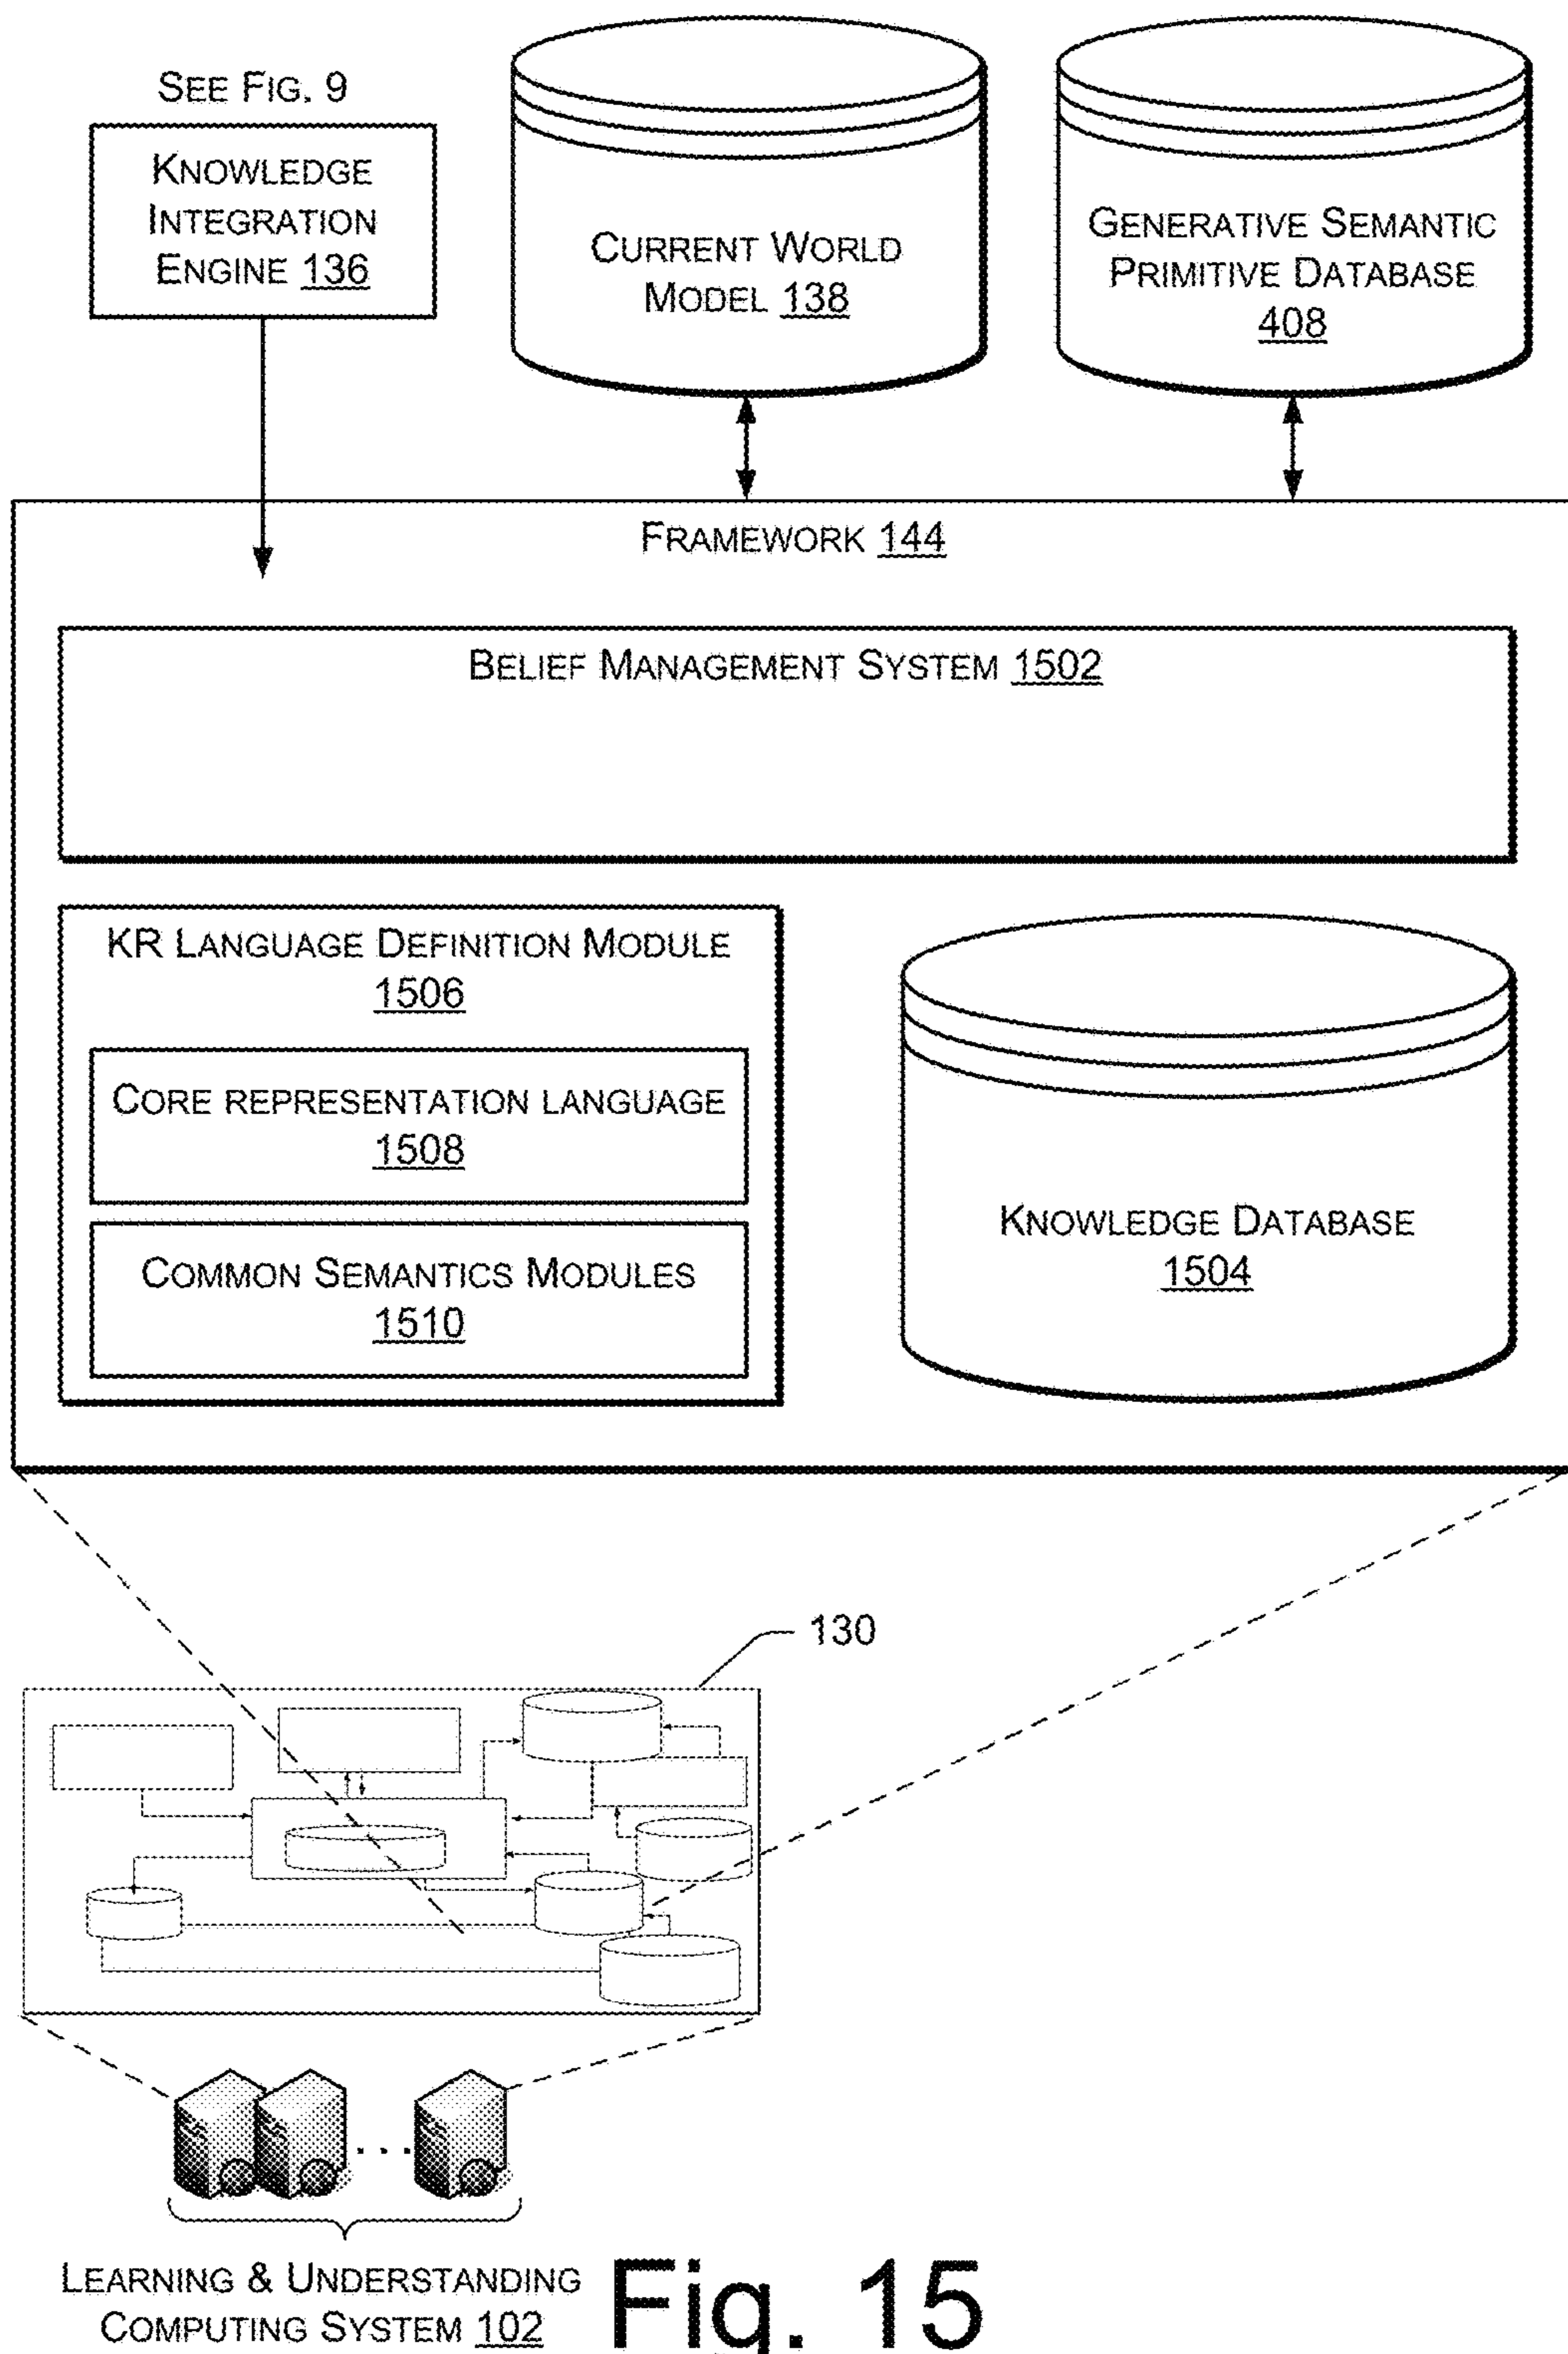 SEE FIG. 9
KNOWLEDGE
INTEGRATION
ENGINE 136
CURRENT WORLD
MODEL 138
GENERATIVE SEMANTIC
PRIMITIVE DATABASE
408
FRAMEWORK 144
BELIEF MANAGEMENT SYSTEM 1502
KR LANGUAGE DEFINITION MODULE
1506
CORE REPRESENTATION LANGUAGE
1508
COMMON SEMANTICS MODULES
1510
KNOWLEDGE DATABASE
1504
130
...
LEARNING & UNDERSTANDING
COMPUTING SYSTEM 102
Fig. 15